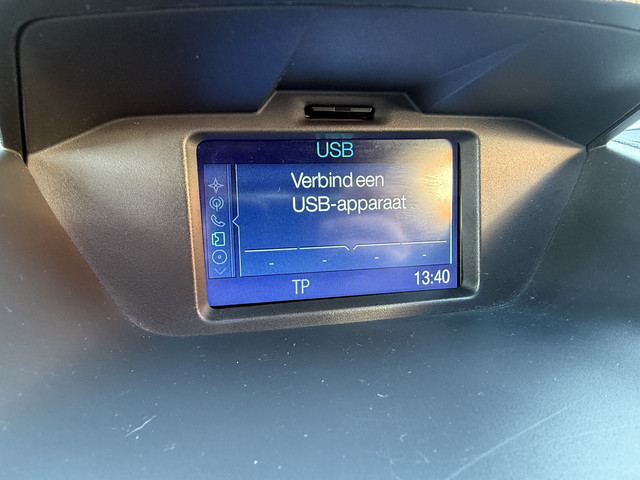 USB
Verbind een
USB-apparaat
- - - -
TP 13:40